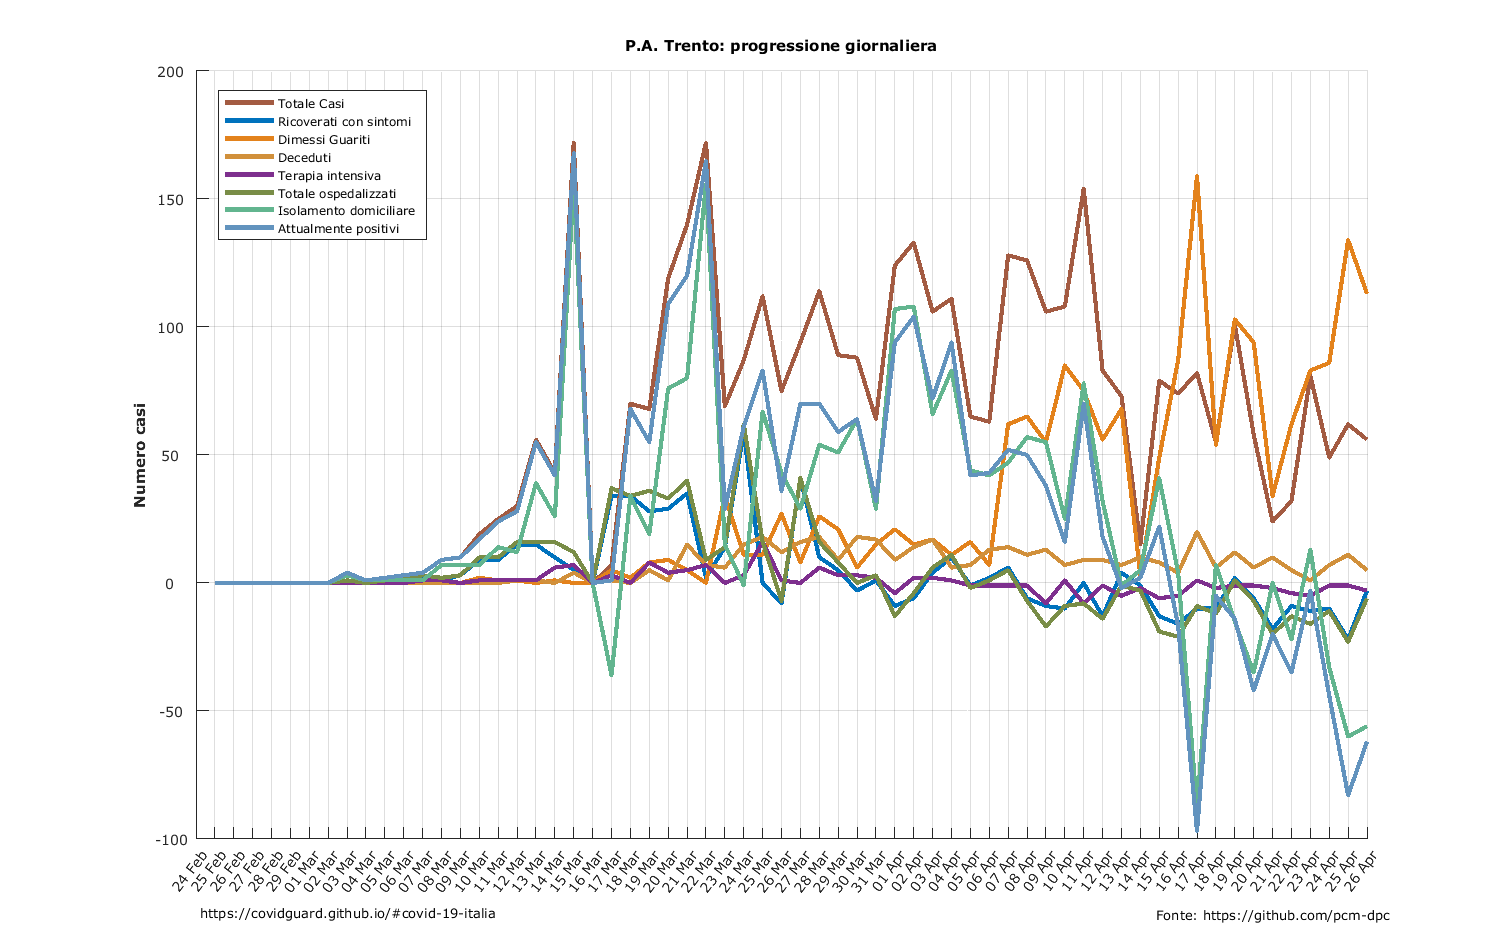 P.A. Trento: progressione giornaliera
200
150
100
50
0
-50
-100
Numero casi
Totale Casi
Ricoverati con sintomi
Dimessi Guariti
Deceduti
Terapia intensiva
Totale ospedalizzati
Isolamento domiciliare
Attualmente positivi
24 Feb
25 Feb
26 Feb
27 Feb
28 Feb
29 Feb
01 Mar
02 Mar
03 Mar
04 Mar
05 Mar
06 Mar
07 Mar
08 Mar
09 Mar
10 Mar
11 Mar
12 Mar
13 Mar
14 Mar
15 Mar
16 Mar
17 Mar
18 Mar
19 Mar
20 Mar
21 Mar
22 Mar
23 Mar
24 Mar
25 Mar
26 Mar
27 Mar
28 Mar
29 Mar
30 Mar
31 Mar
01 Apr
02 Apr
03 Apr
04 Apr
05 Apr
06 Apr
07 Apr
08 Apr
09 Apr
10 Apr
11 Apr
12 Apr
13 Apr
14 Apr
15 Apr
16 Apr
17 Apr
18 Apr
19 Apr
20 Apr
21 Apr
22 Apr
23 Apr
24 Apr
25 Apr
26 Apr
https://covidguard.github.io/#covid-19-italia
Fonte: https://github.com/pcm-dpc